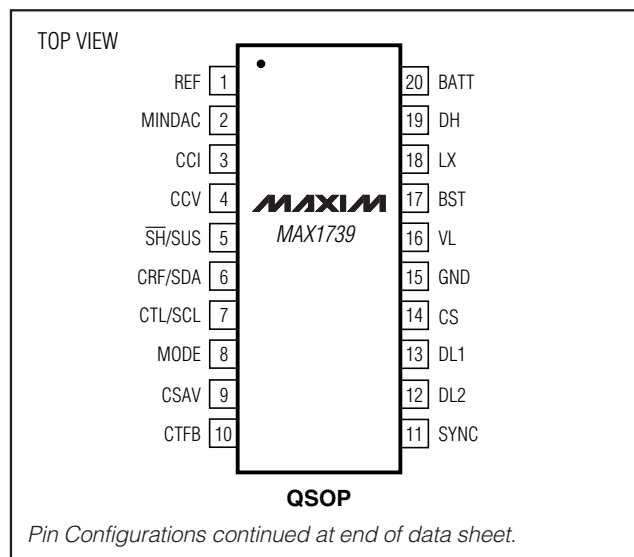 TOP VIEW
REF 1
MINDAC 2
CCI 3
CCV 4
S̅H̅/SUS 5
CRF/SDA 6
CTL/SCL 7
MODE 8
CSAV 9
CTFB 10
MAXIM
MAX1739
20 BATT
19 DH
18 LX
17 BST
16 VL
15 GND
14 CS
13 DL1
12 DL2
11 SYNC
QSOP
Pin Configurations continued at end of data sheet.